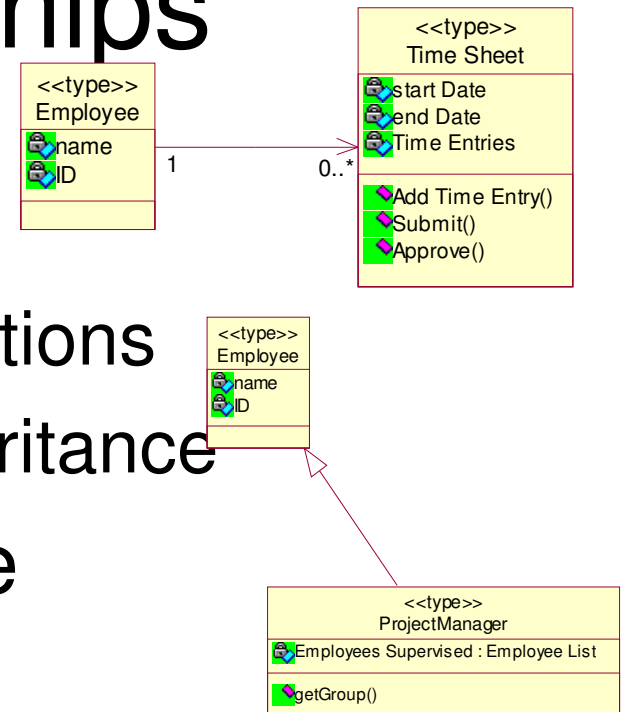 hips
<<type>>
Employee
name
ID
1
0..*
<<type>>
Time Sheet
start Date
end Date
Time Entries
Add Time Entry()
Submit()
Approve()
tions
<<type>>
Employee
name
ID
ritance
e
<<type>>
ProjectManager
Employees Supervised : Employee List
getGroup()